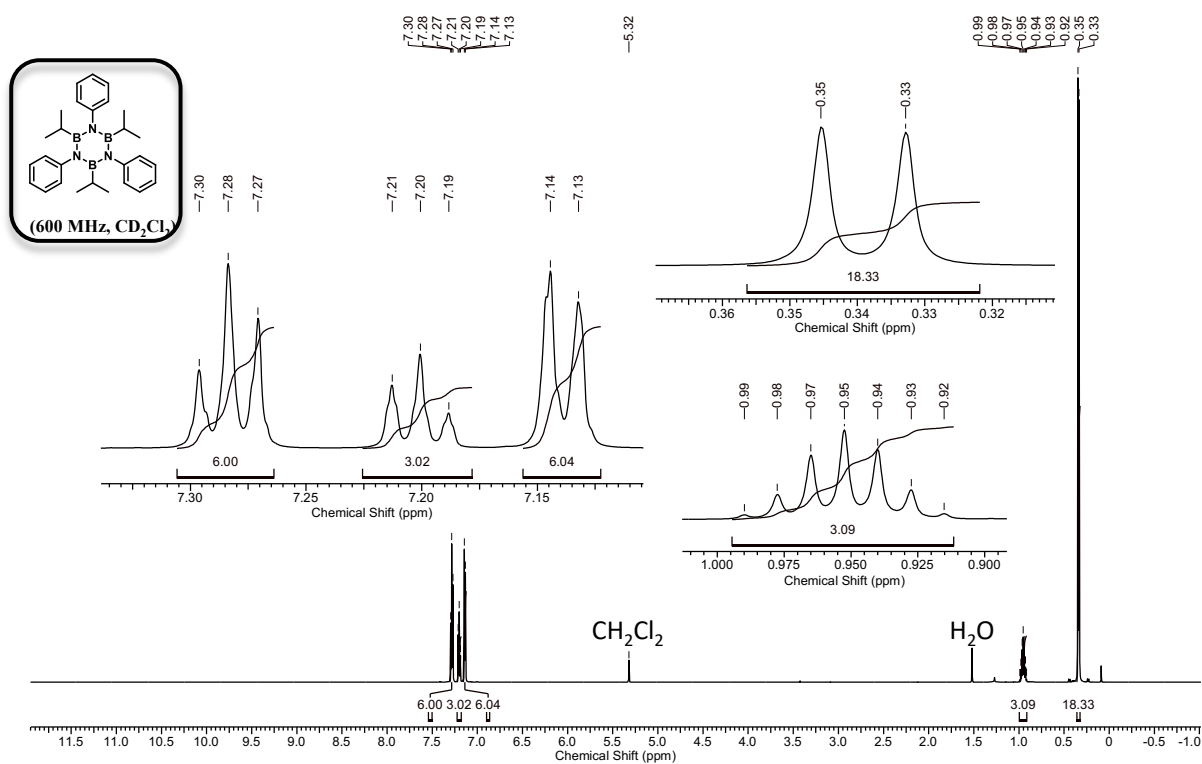 7.30
7.28
7.27
7.21
7.20
7.19
7.14
7.13
5.32
0.99
0.98
0.97
0.95
0.94
0.93
0.92
0.35
0.33
N B N B N B
(600 MHz, CD2Cl2)
7.30 7.28 7.27 7.21 7.20 7.19 7.14 7.13
6.00 3.02 6.04
7.30 7.25 7.20 7.15
Chemical Shift (ppm)
0.35 0.33
18.33
0.36 0.35 0.34 0.33 0.32
Chemical Shift (ppm)
0.99 0.98 0.97 0.95 0.94 0.93 0.92
3.09
1.000 0.975 0.950 0.925 0.900
Chemical Shift (ppm)
CH2Cl2 H2O
6.00 3.02 6.04 3.09 18.33
11.5 11.0 10.5 10.0 9.5 9.0 8.5 8.0 7.5 7.0 6.5 6.0 5.5 5.0 4.5 4.0 3.5 3.0 2.5 2.0 1.5 1.0 0.5 0 -0.5 -1.0
Chemical Shift (ppm)